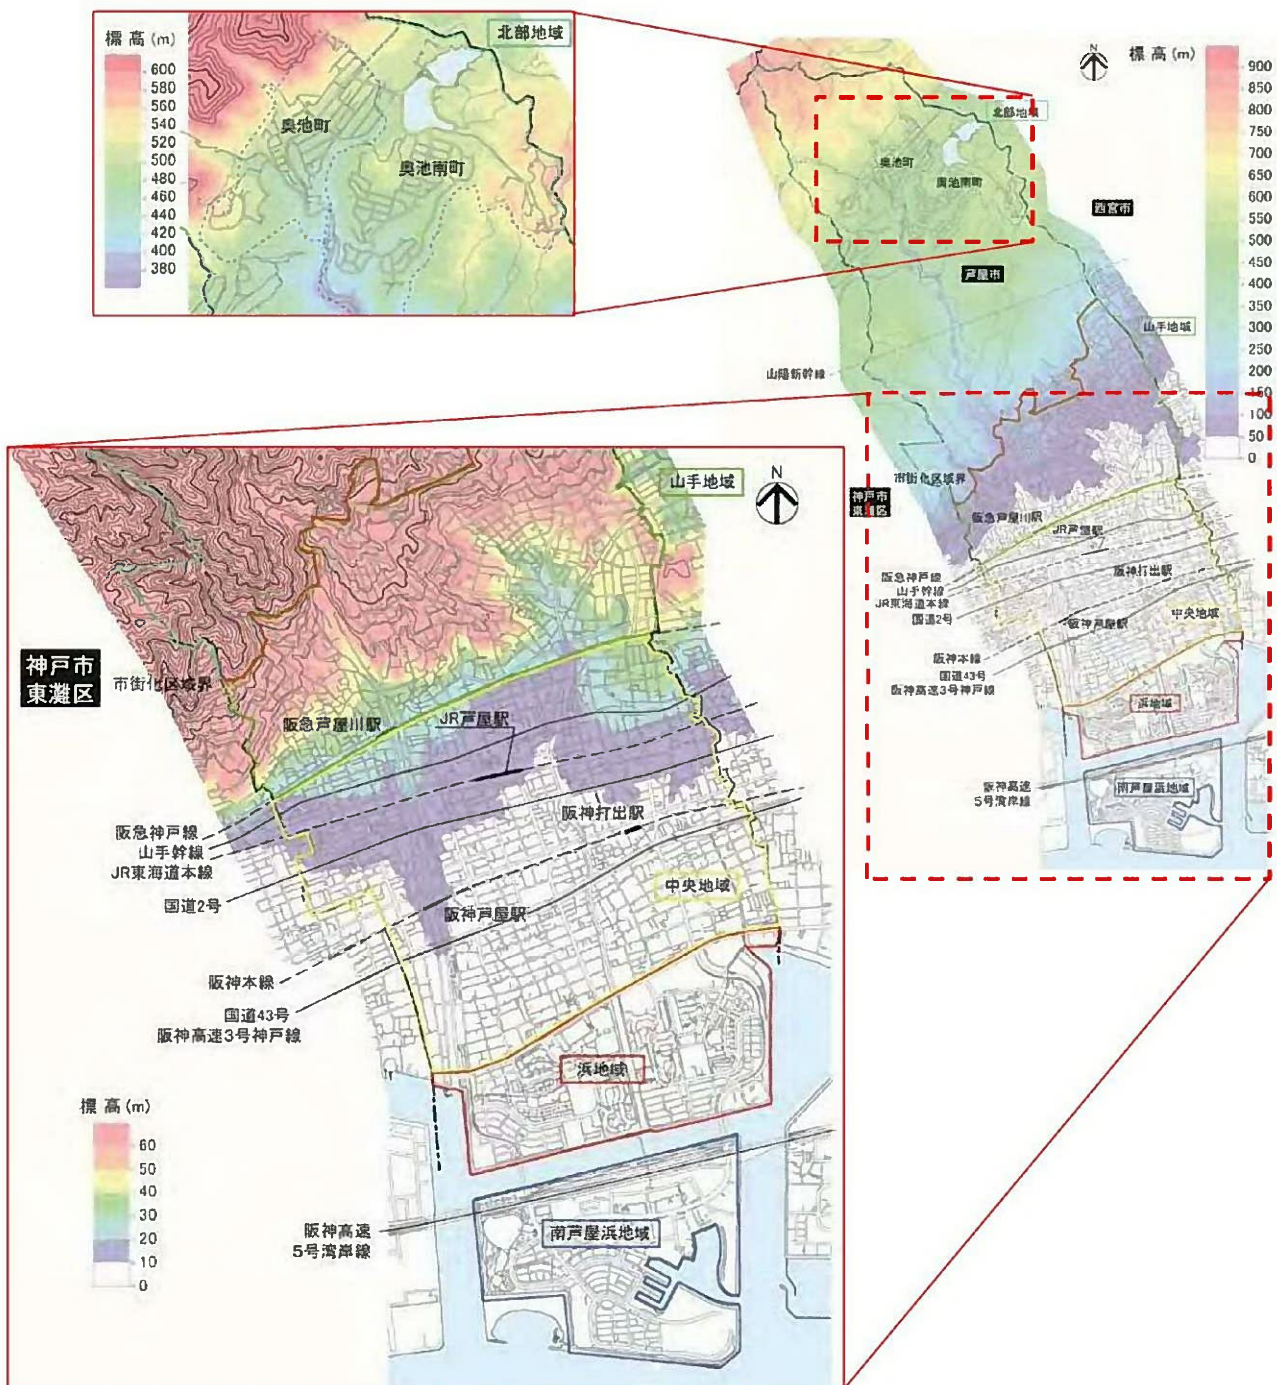 標高(m)
600
580
560
540
520
500
480
460
440
420
400
380
北部地域
奥池町
奥池南町
N
標高(m)
900
850
800
750
700
650
600
550
500
450
400
350
300
250
200
150
100
50
0
北部地域
奥池町
奥池南町
西宮市
芦屋市
山手地域
山陽新幹線
市街化区域界
神戸市
東灘区
阪急芦屋川駅
JR芦屋駅
阪神打出駅
阪急神戸線
山手幹線
JR東海道本線
国道2号
阪神芦屋駅
中央地域
阪神本線
国道43号
阪神高速3号神戸線
浜地域
阪神高速
5号湾岸線
南芦屋浜地域
山手地域
N
神戸市
東灘区
市街化区域界
阪急芦屋川駅
JR芦屋駅
阪神打出駅
阪急神戸線
山手幹線
JR東海道本線
国道2号
中央地域
阪神芦屋駅
阪神本線
国道43号
阪神高速3号神戸線
浜地域
標高(m)
60
50
40
30
20
10
0
阪神高速
5号湾岸線
南芦屋浜地域